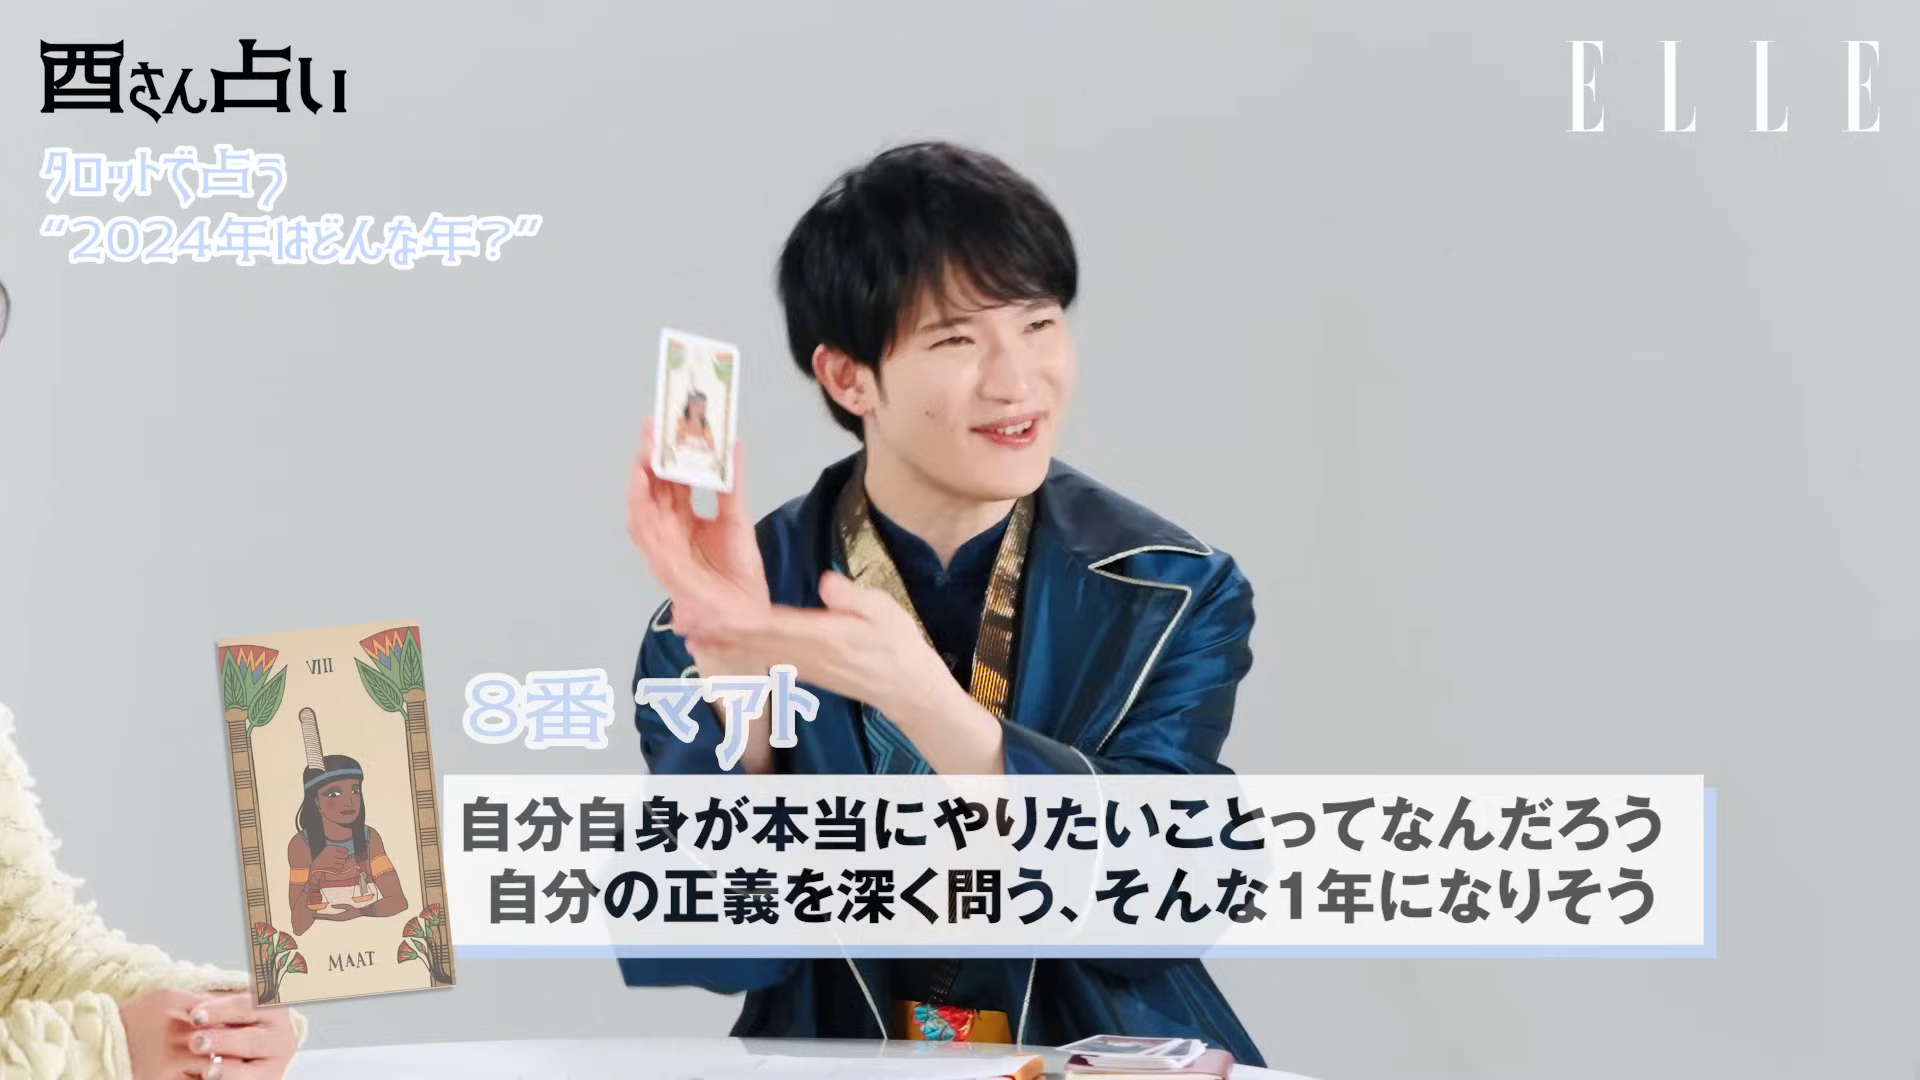 酉さん占い
ELLE
タロットで占う
“2024年はどんな年？”
VIII
8番 マアト
自分自身が本当にやりたいことってなんだろう
自分の正義を深く問う、そんな1年になりそう
MAAT